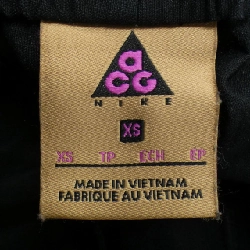 acG
NIKE
XS
XS TP ECH EP
MADE IN VIETNAM
FABRIQUE AU VIETNAM